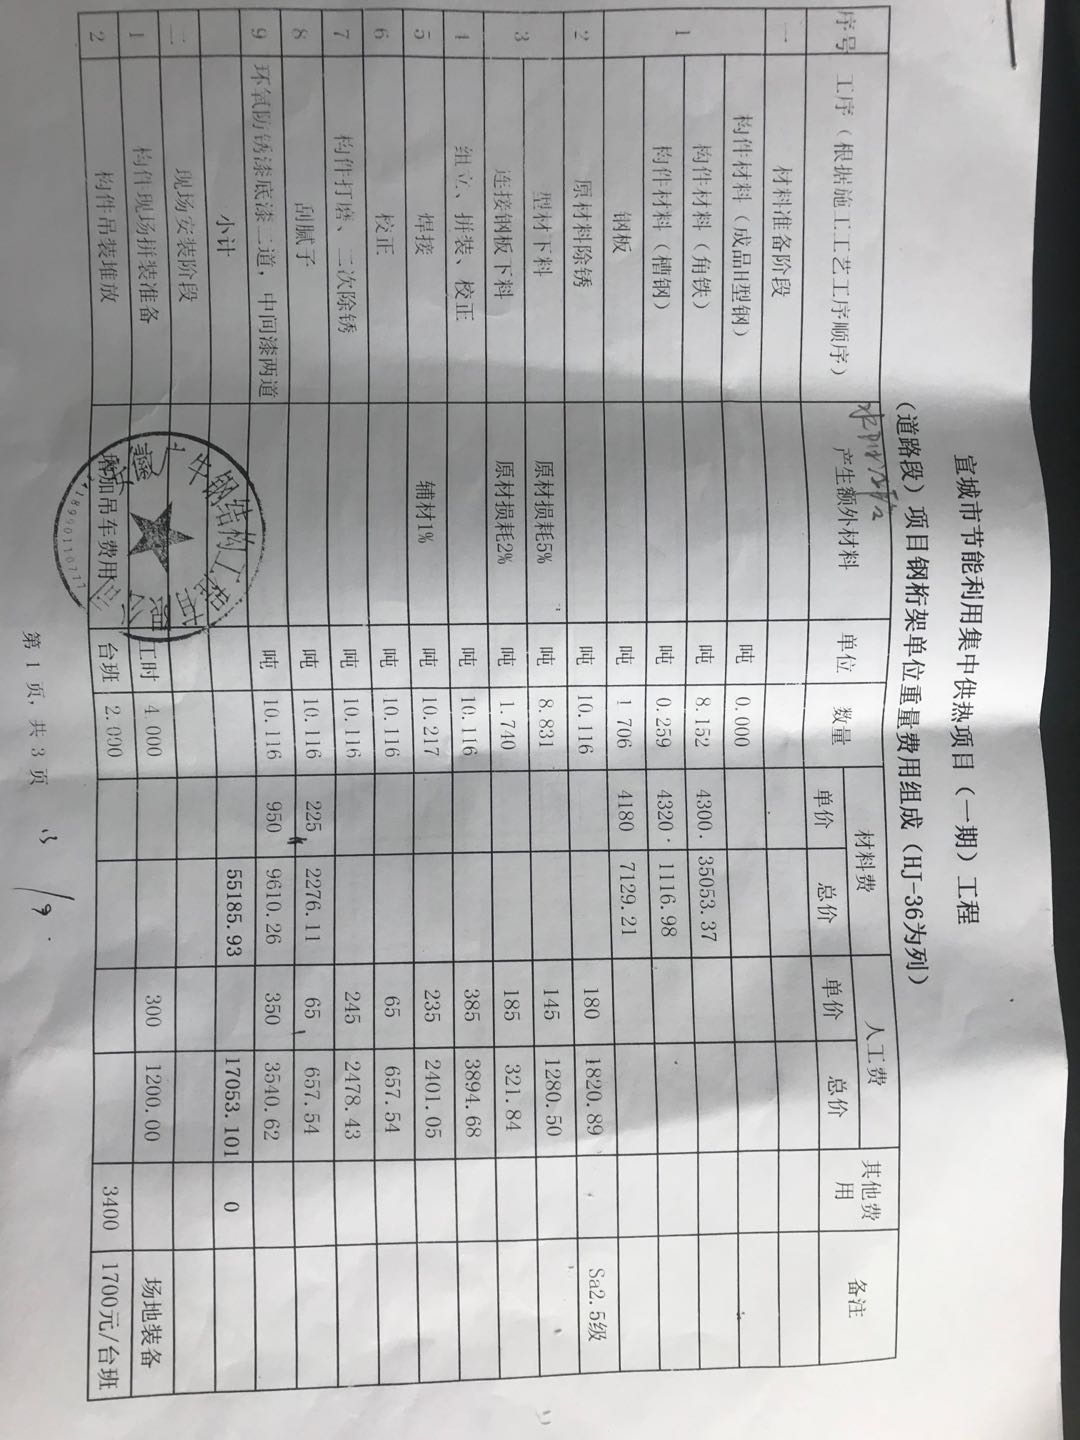 宣城市节能利用集中供热项目（一期）工程
（道路段）项目钢桁架单位重量费用组成（HJ-36为列）
序号 工序（根据施工工艺工序顺序） 产生额外材料 单位 数量 材料费 人工费 其他费用 备注
单价 总价 单价 总价
一 材料准备阶段
1 构件材料（成品H型钢） 吨 0.000
构件材料（角铁） 吨 8.152 4300. 35053.37
构件材料（槽钢） 吨 0.259 4320. 1116.98
钢板 吨 1.706 4180 7129.21
2 原材料除锈 吨 10.116 180 1820.89 Sa2.5级
3 型材下料 原材损耗5% 吨 8.831 145 1280.50
连接钢板下料 原材损耗2% 吨 1.740 185 321.84
4 组立、拼装、校正 吨 10.116 385 3894.68
5 焊接 辅材1% 吨 10.217 235 2401.05
6 校正 吨 10.116 65 657.54
7 构件打磨、二次除锈 吨 10.116 245 2478.43
8 刮腻子 吨 10.116 225 2276.11 65 657.54
9 环氧防锈漆底漆二道，中间漆两道 吨 10.116 950 9610.26 350 3540.62
小计 55185.93 17053.101 0
二 现场安装阶段
1 构件现场拼装准备 工时 4.000 300 1200.00 场地装备
2 构件吊装堆放 增加吊车费用 台班 2.000 3400 1700元/台班
牛钢结构工程
18990110777
第 1 页，共 3 页